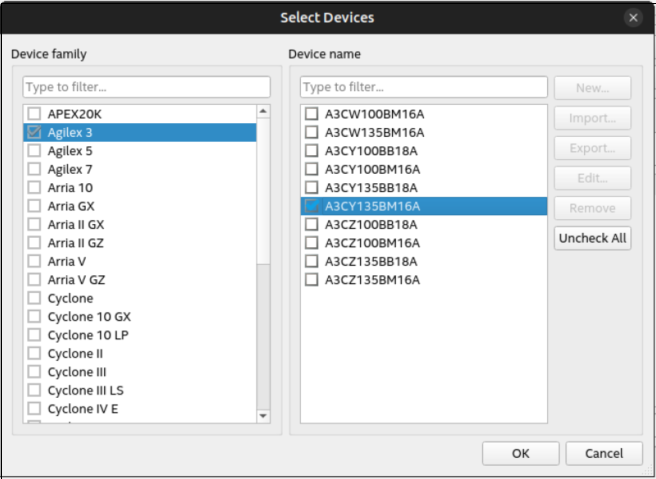 Select Devices
Device family
Type to filter...
APEX20K
Agilex 3
Agilex 5
Agilex 7
Arria 10
Arria GX
Arria II GX
Arria II GZ
Arria V
Arria V GZ
Cyclone
Cyclone 10 GX
Cyclone 10 LP
Cyclone II
Cyclone III
Cyclone III LS
Cyclone IV E
Device name
Type to filter...
A3CW100BM16A
A3CW135BM16A
A3CY100BB18A
A3CY100BM16A
A3CY135BB18A
A3CY135BM16A
A3CZ100BB18A
A3CZ100BM16A
A3CZ135BB18A
A3CZ135BM16A
New...
Import...
Export...
Edit...
Remove
Uncheck All
OK
Cancel